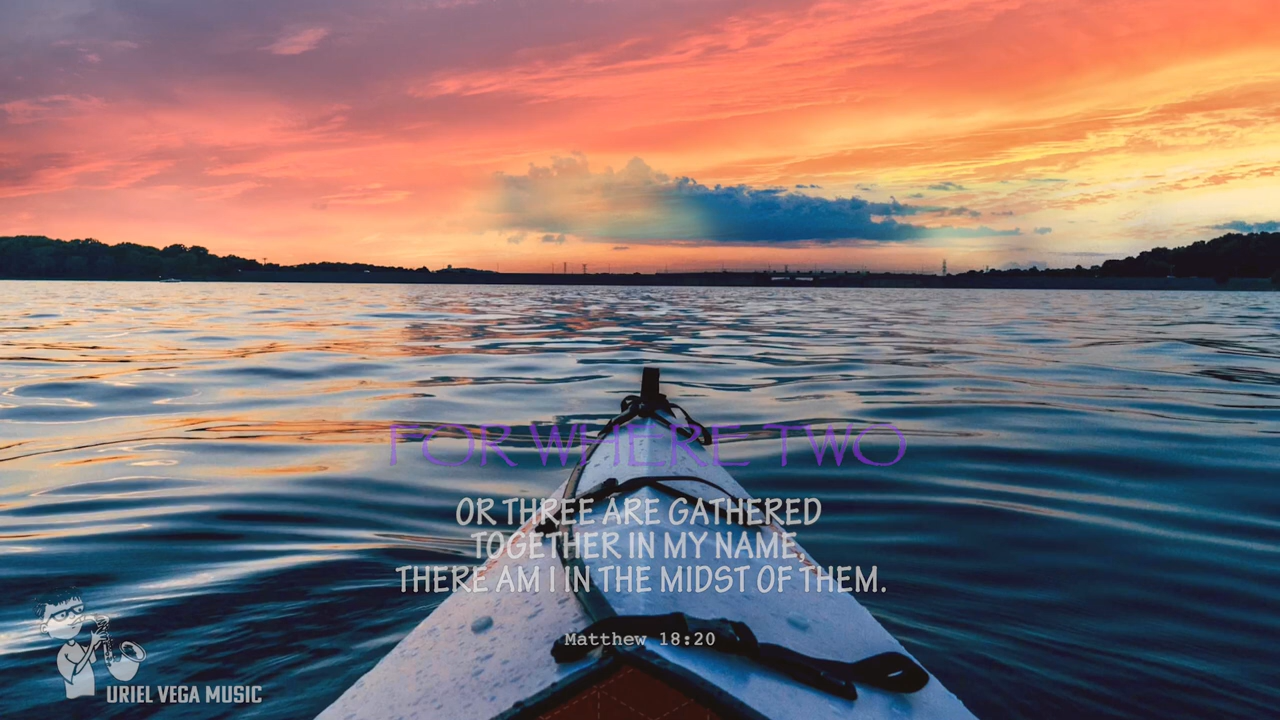 FOR WHERE TWO
OR THREE ARE GATHERED
TOGETHER IN MY NAME,
THERE AM I IN THE MIDST OF THEM.
Matthew 18:20
URIEL VEGA MUSIC